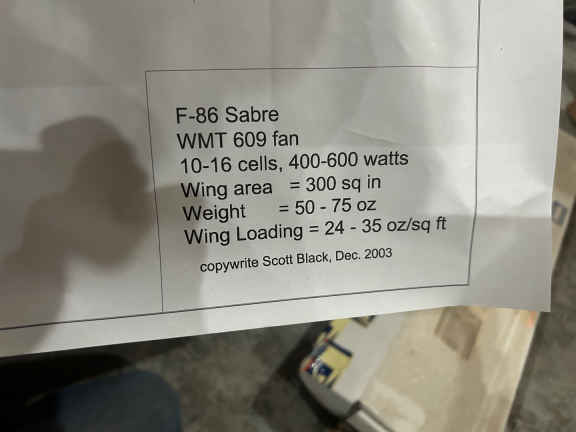 F-86 Sabre
WMT 609 fan
10-16 cells, 400-600 watts
Wing area = 300 sq in
Weight = 50 - 75 oz
Wing Loading = 24 - 35 oz/sq ft
copywrite Scott Black, Dec. 2003